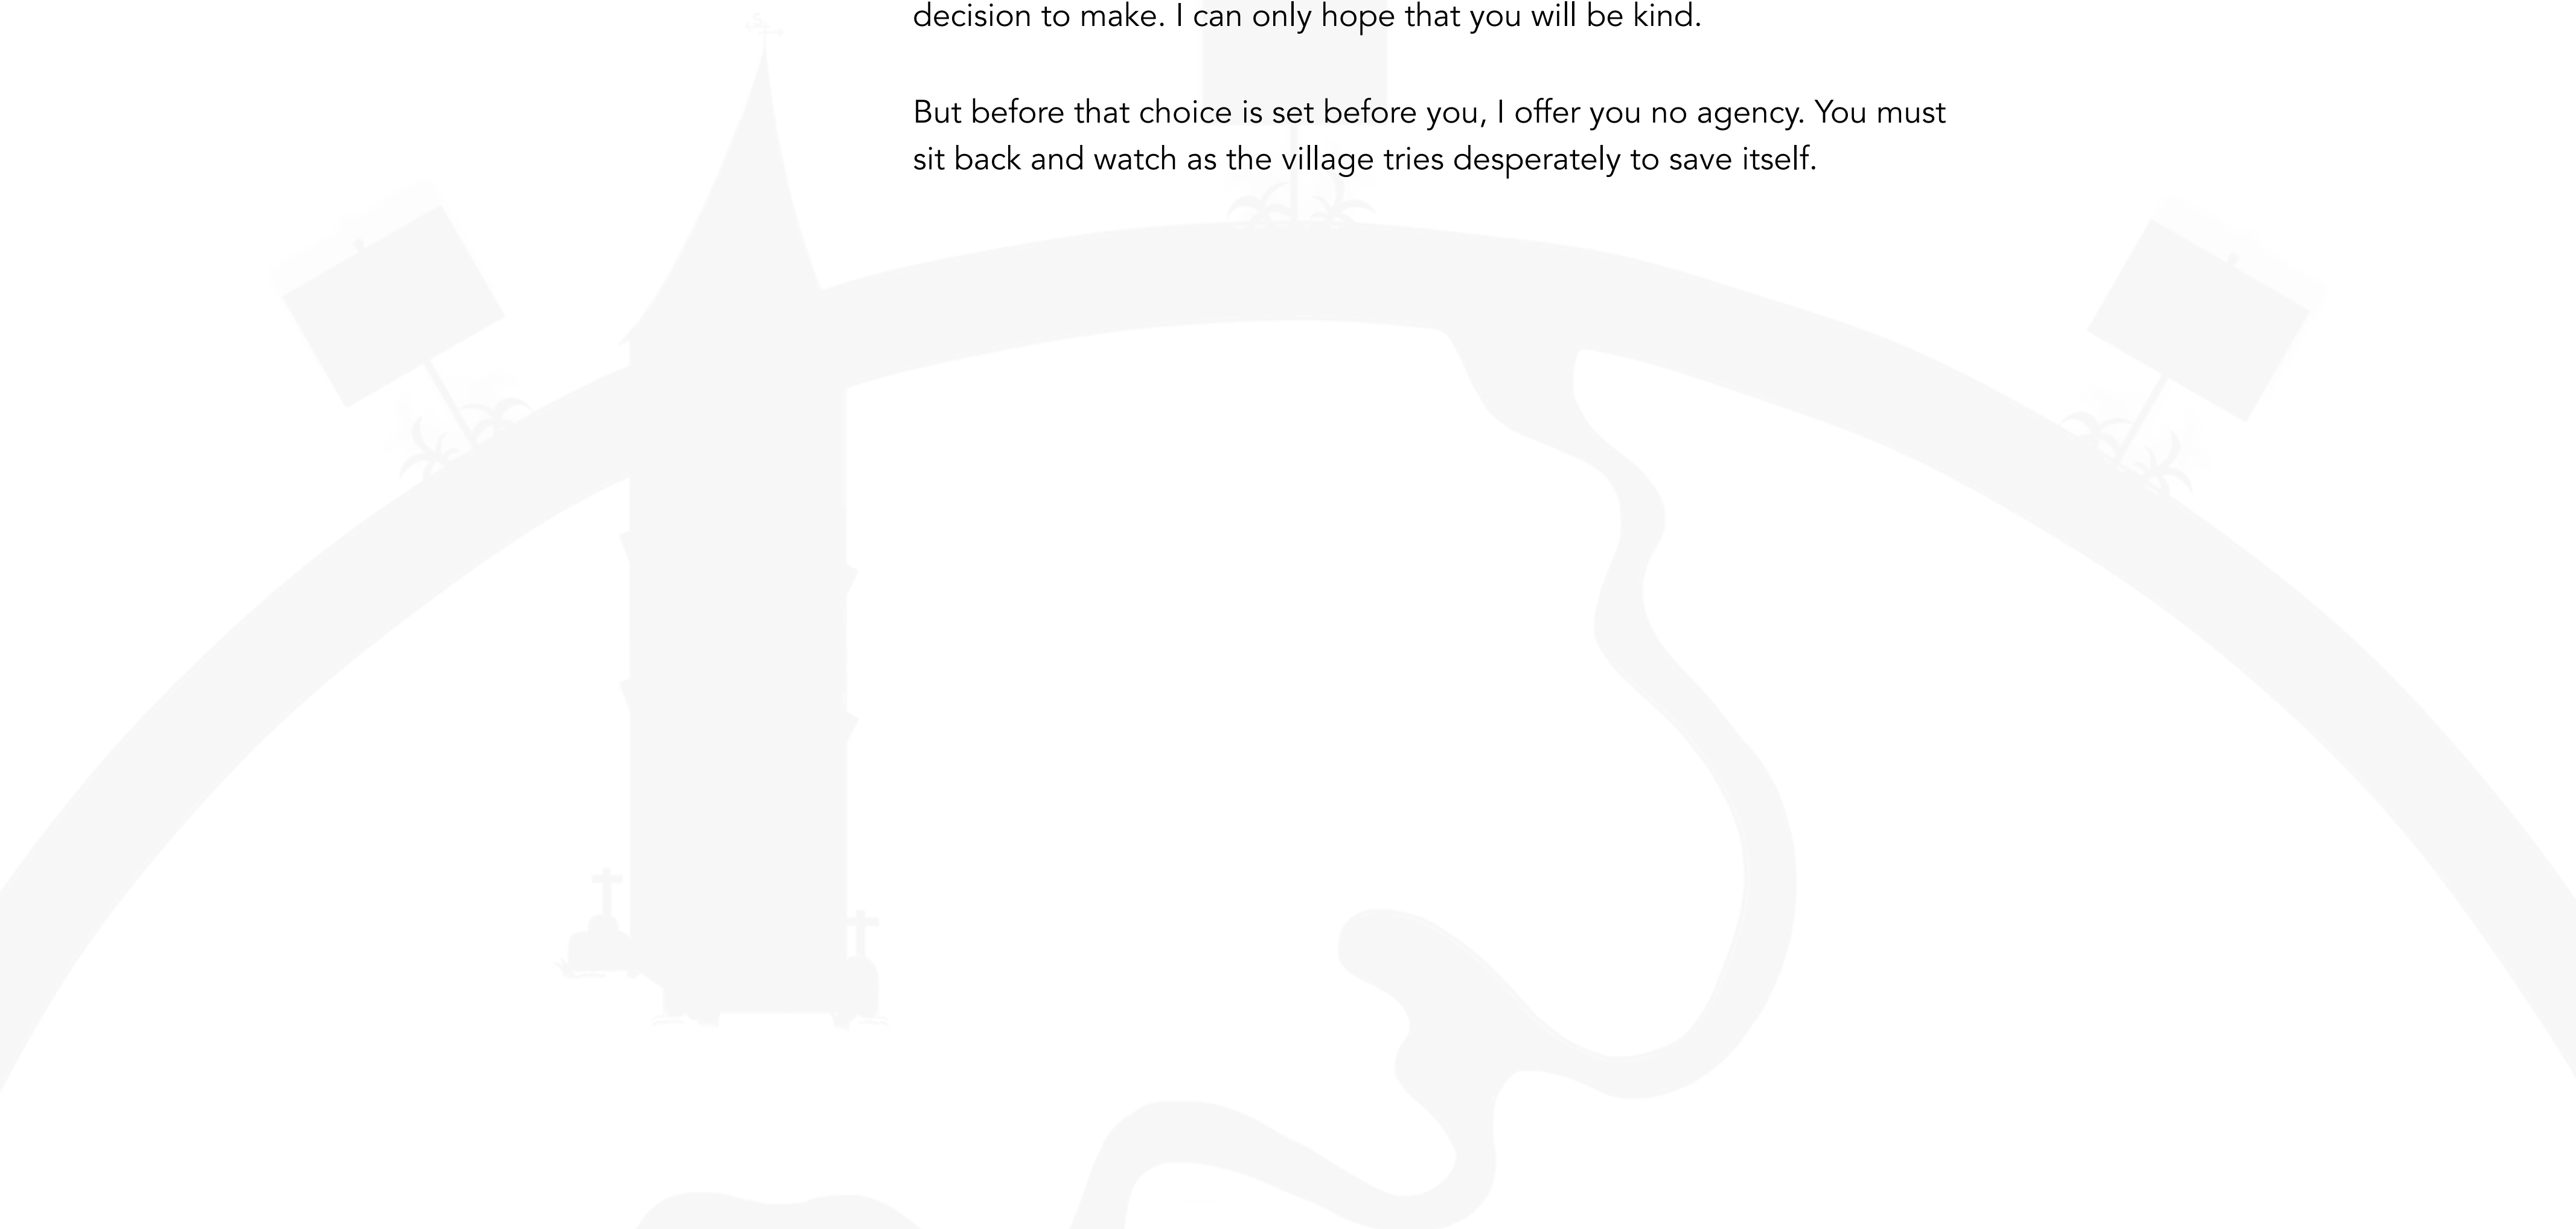 decision to make. I can only hope that you will be kind.
But before that choice is set before you, I offer you no agency. You must
sit back and watch as the village tries desperately to save itself.